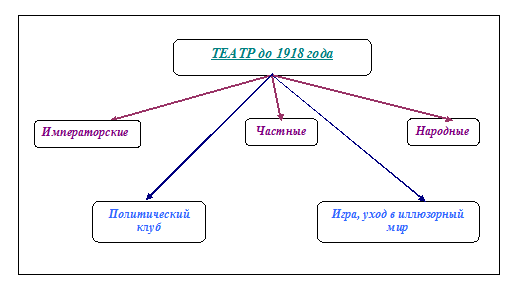 ТЕАТР до 1918 года
Императорские
Частные
Народные
Политический
клуб
Игра, уход в иллюзорный
мир